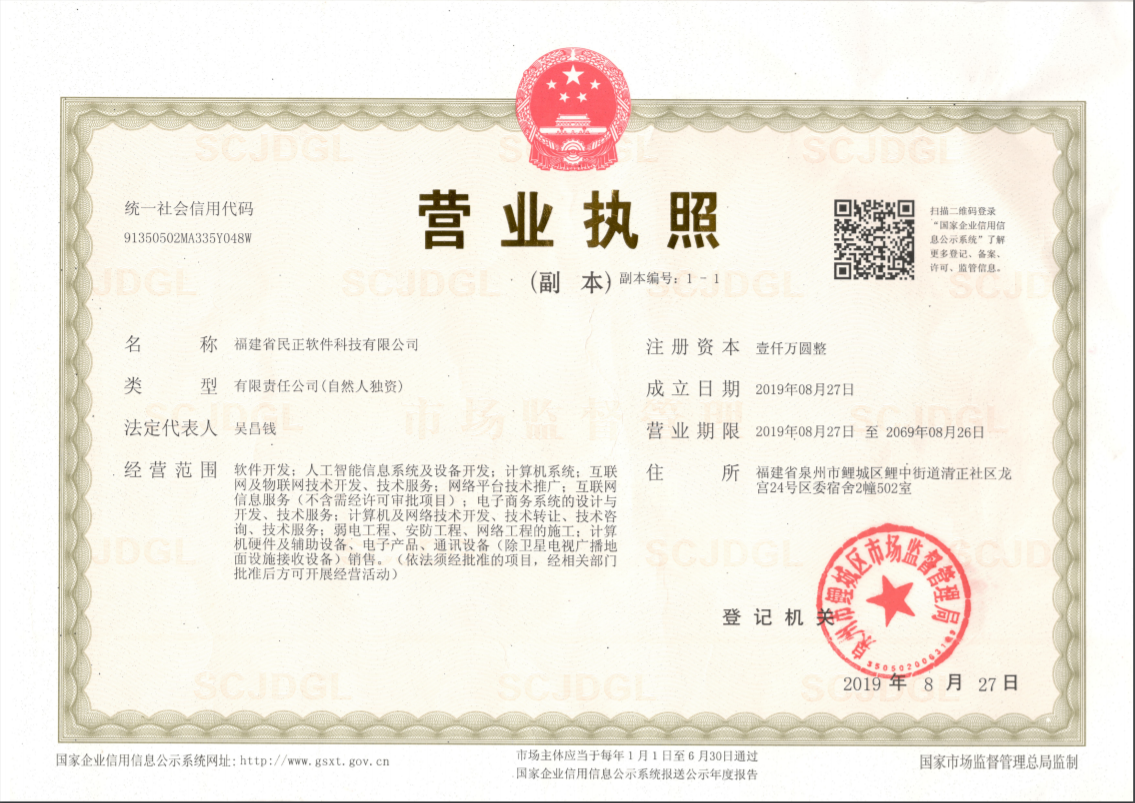 营业执照
(副 本) 副本编号：1－1
统一社会信用代码
91350502MA335Y048W
扫描二维码登录
“国家企业信用信
息公示系统”了解
更多登记、备案、
许可、监管信息。
名 称 福建省民正软件科技有限公司
类 型 有限责任公司(自然人独资)
法定代表人 吴昌钱
经营范围 软件开发；人工智能信息系统及设备开发；计算机系统；互联
网及物联网技术开发、技术服务；网络平台技术推广；互联网
信息服务（不含需经许可审批项目）；电子商务系统的设计与
开发、技术服务；计算机及网络技术开发、技术转让、技术咨
询、技术服务；弱电工程、安防工程、网络工程的施工；计算
机硬件及辅助设备、电子产品、通讯设备（除卫星电视广播地
面设施接收设备）销售。（依法须经批准的项目，经相关部门
批准后方可开展经营活动）
注册资本 壹仟万圆整
成立日期 2019年08月27日
营业期限 2019年08月27日 至 2069年08月26日
住 所 福建省泉州市鲤城区鲤中街道清正社区龙
宫24号区委宿舍2幢502室
登记机关
泉州市鲤城区市场监督管理局
2019 年 8 月 27 日
国家企业信用信息公示系统网址：http://www.gsxt.gov.cn
市场主体应当于每年1月1日至6月30日通过
国家企业信用信息公示系统报送公示年度报告
国家市场监督管理总局监制
SCJDGL
市场监督管理